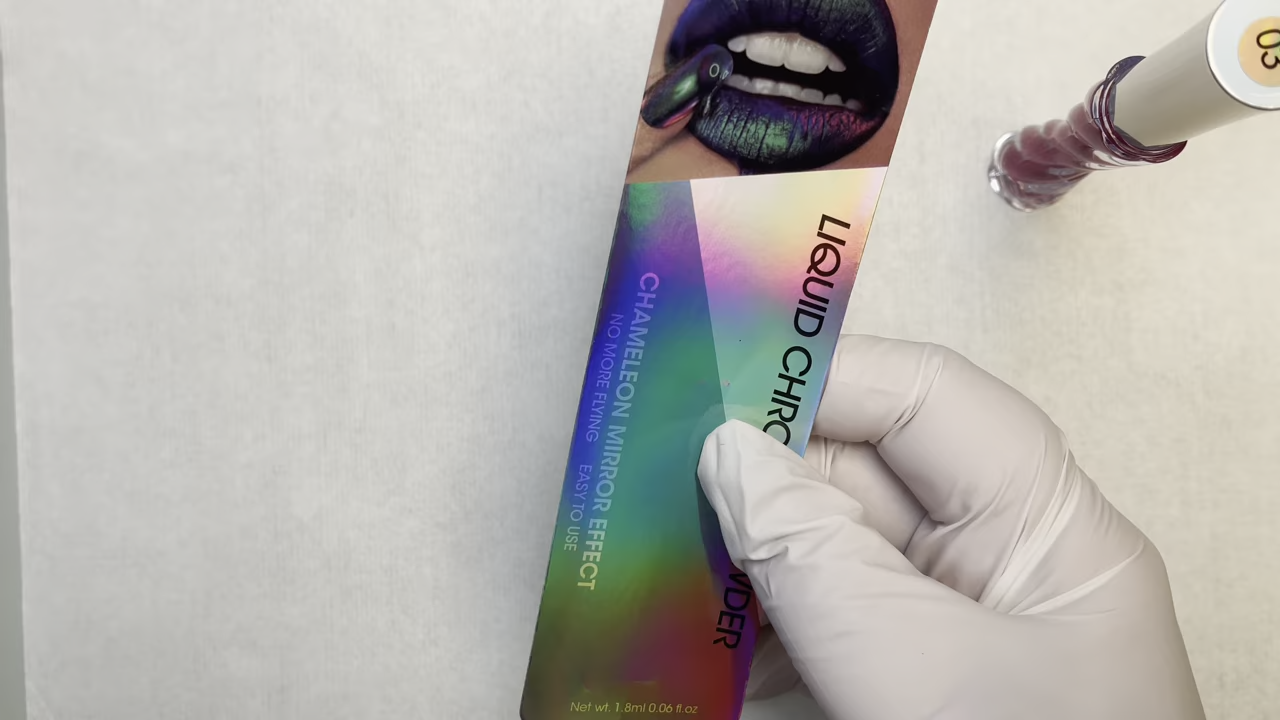 LIQUID CHRO WDER
CHAMELEON MIRROR EFFECT
NO MORE FLYING EASY TO USE
Net wt. 1.8ml 0.06 fl.oz
03